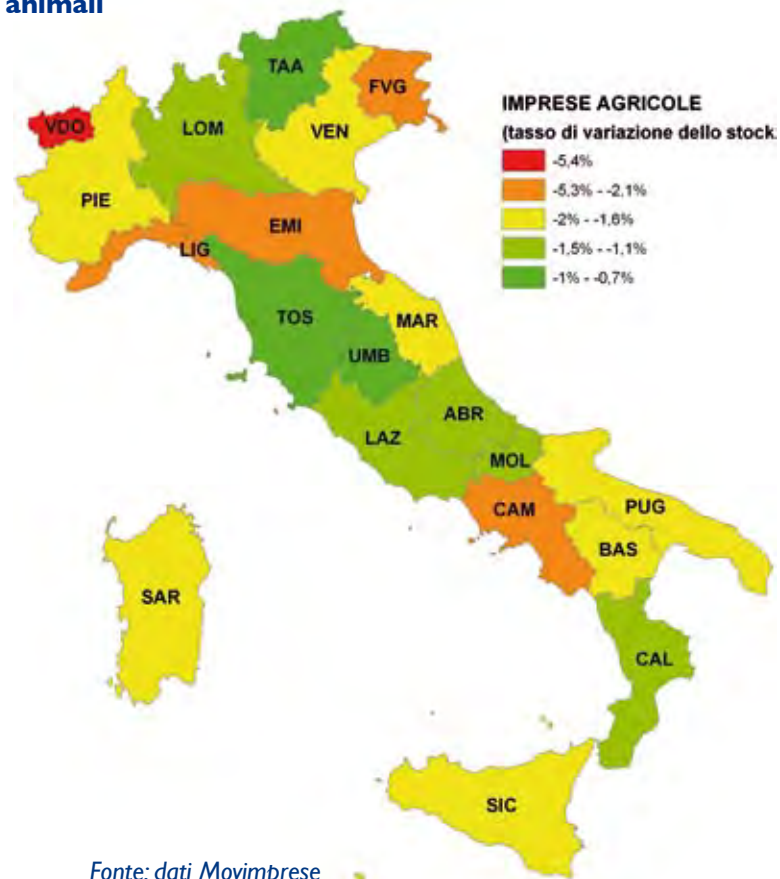 animali
TAA
FVG
VDO
LOM
VEN
PIE
EMI
LIG
TOS
MAR
UMB
ABR
LAZ
MOL
CAM
PUG
BAS
SAR
CAL
SIC
IMPRESE AGRICOLE
(tasso di variazione dello stock
-5,4%
-5,3% - -2,1%
-2% - -1,6%
-1,5% - -1,1%
-1% - -0,7%
Fonte: dati Movimprese